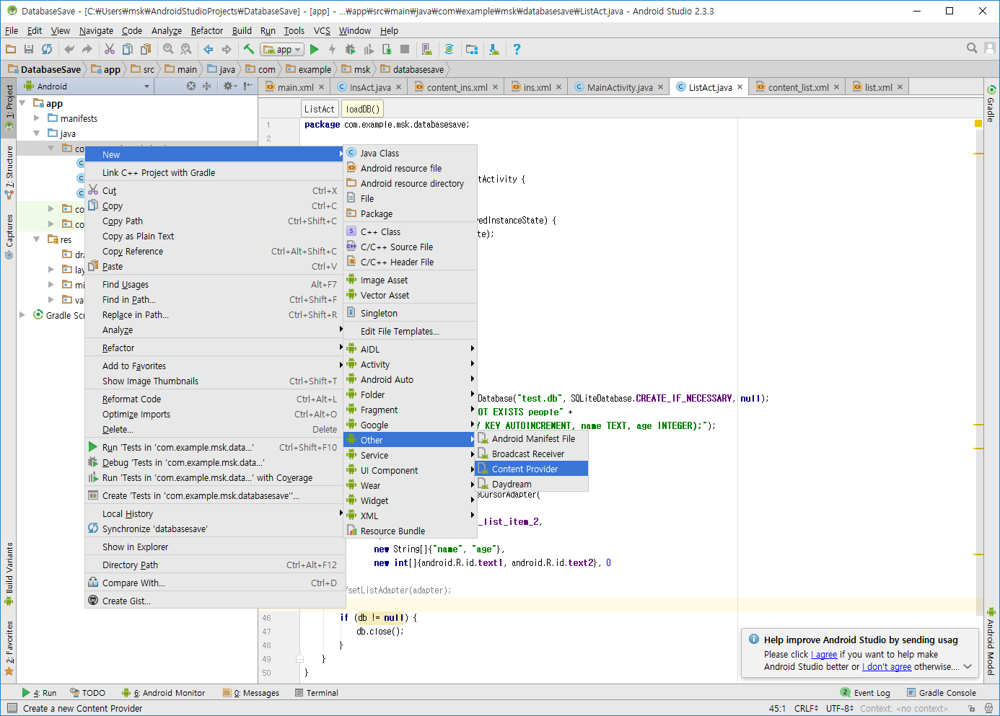 DatabaseSave - [C:₩Users₩msk₩AndroidStudioProjects₩DatabaseSave] - [app] - ...₩app₩src₩main₩java₩com₩example₩msk₩databasesave₩ListAct.java - Android Studio 2.3.3
File Edit View Navigate Code Analyze Refactor Build Run Tools VCS Window Help
app
DatabaseSave app src main java com example msk databasesave
Android
main.xml InsAct.java content_ins.xml ins.xml MainActivity.java ListAct.java content_list.xml list.xml
1: Project
7: Structure
Captures
Build Variants
2: Favorites
Gradle
Android Model
app
manifests
java
co
co
co
res
dra
lay
mi
va
Gradle Scr
New
Link C++ Project with Gradle
Cut Ctrl+X
Copy Ctrl+C
Copy Path Ctrl+Shift+C
Copy as Plain Text
Copy Reference Ctrl+Alt+Shift+C
Paste Ctrl+V
Find Usages Alt+F7
Find in Path... Ctrl+Shift+F
Replace in Path... Ctrl+Shift+R
Analyze
Refactor
Add to Favorites
Show Image Thumbnails Ctrl+Shift+T
Reformat Code Ctrl+Alt+L
Optimize Imports Ctrl+Alt+O
Delete... Delete
Run 'Tests in 'com.example.msk.data...' Ctrl+Shift+F10
Debug 'Tests in 'com.example.msk.data...'
Run 'Tests in 'com.example.msk.data...' with Coverage
Create 'Tests in 'com.example.msk.databasesave''...
Local History
Synchronize 'databasesave'
Show in Explorer
Directory Path Ctrl+Alt+F12
Compare With... Ctrl+D
Create Gist...
Java Class
Android resource file
Android resource directory
File
Package
C++ Class
C/C++ Source File
C/C++ Header File
Image Asset
Vector Asset
Singleton
Edit File Templates...
AIDL
Activity
Android Auto
Folder
Fragment
Google
Other
Service
UI Component
Wear
Widget
XML
Resource Bundle
Android Manifest File
Broadcast Receiver
Content Provider
Daydream
ListAct loadDB()
1 package com.example.msk.databasesave;
2
tActivity {
edInstanceState) {
te);
Database("test.db", SQLiteDatabase.CREATE_IF_NECESSARY, null);
OT EXISTS people" +
Y KEY AUTOINCREMENT, name TEXT, age INTEGER);");
eCursorAdapter(
_list_item_2,
new String[]{"name", "age"},
new int[]{android.R.id.text1, android.R.id.text2}, 0
/setListAdapter(adapter);
46 if (db != null) {
47 db.close();
48 }
49 }
50 }
Help improve Android Studio by sending usag
Please click I agree if you want to help make
Android Studio better or I don't agree otherwise....
4: Run TODO 6: Android Monitor 0: Messages Terminal 2 Event Log Gradle Console
Create a new Content Provider 45:1 CRLF UTF-8 Context: <no context>